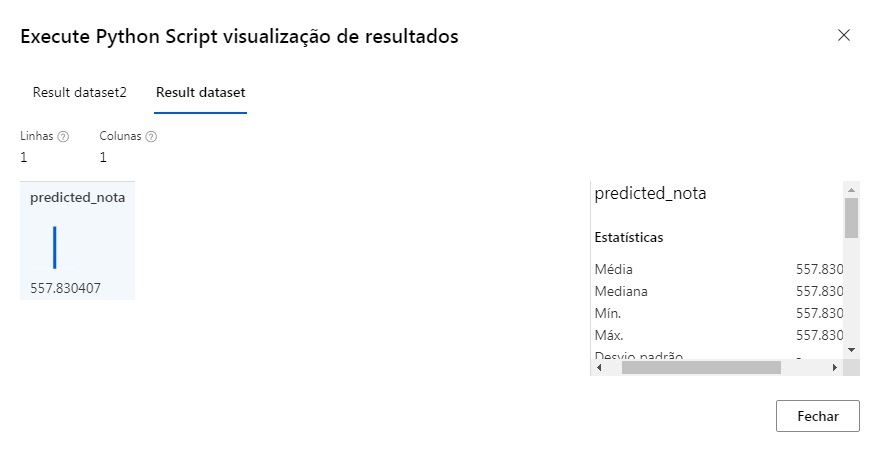 Execute Python Script visualização de resultados
Result dataset2 Result dataset
Linhas ? Colunas ?
1 1
predicted_nota
557.830407
predicted_nota
Estatísticas
Média 557.830
Mediana 557.830
Mín. 557.830
Máx. 557.830
Desvio padrão -
Fechar